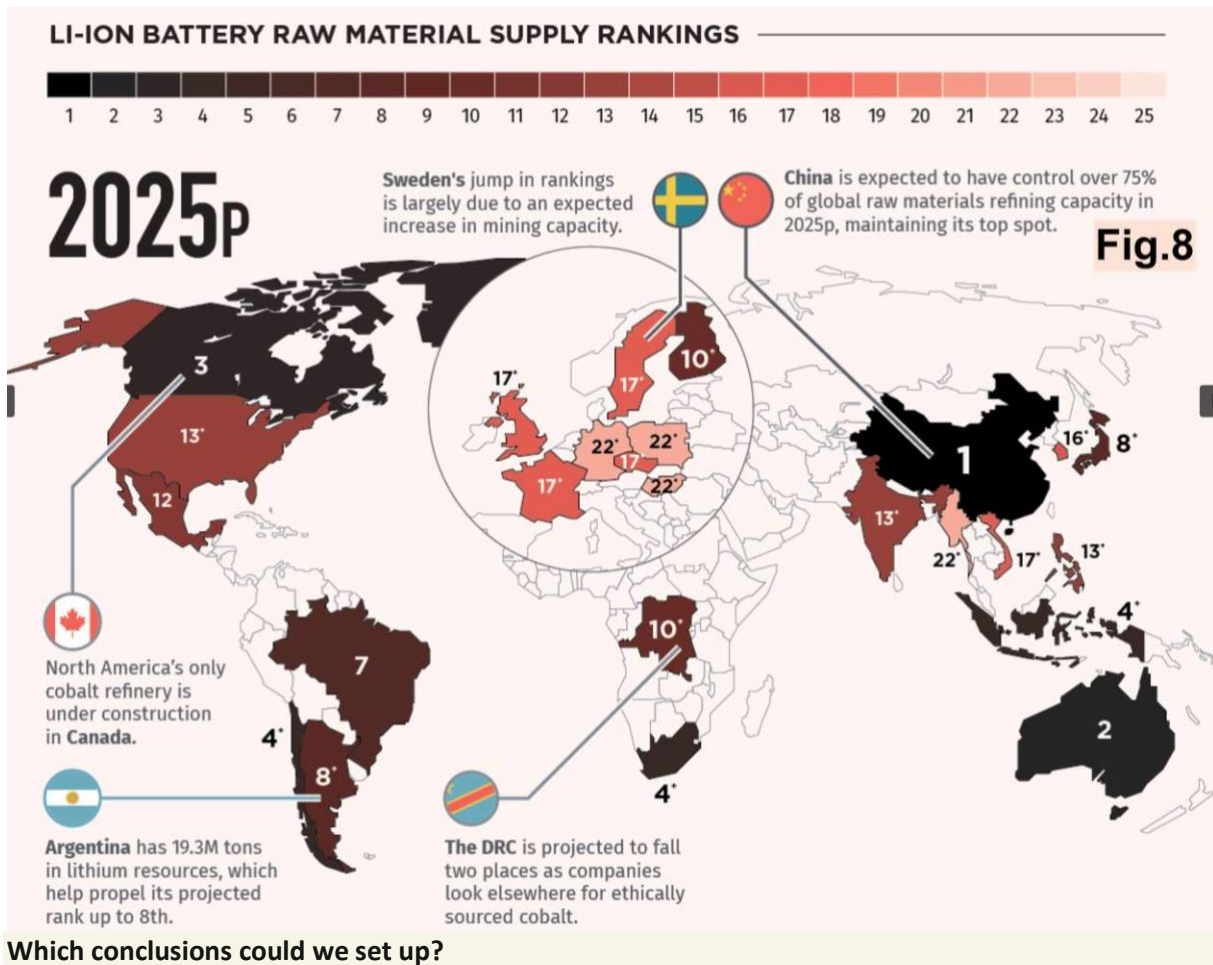 LI-ION BATTERY RAW MATERIAL SUPPLY RANKINGS
1 2 3 4 5 6 7 8 9 10 11 12 13 14 15 16 17 18 19 20 21 22 23 24 25
2025P
Sweden's jump in rankings
is largely due to an expected
increase in mining capacity.
China is expected to have control over 75%
of global raw materials refining capacity in
2025p, maintaining its top spot.
Fig.8
3
13*
12
17*
17*
10*
22*
22*
17
17*
22*
1
16*
8*
13*
22*
17*
13*
4*
2
North America's only
cobalt refinery is
under construction
in Canada.
7
4*
8*
10*
4*
Argentina has 19.3M tons
in lithium resources, which
help propel its projected
rank up to 8th.
The DRC is projected to fall
two places as companies
look elsewhere for ethically
sourced cobalt.
Which conclusions could we set up?